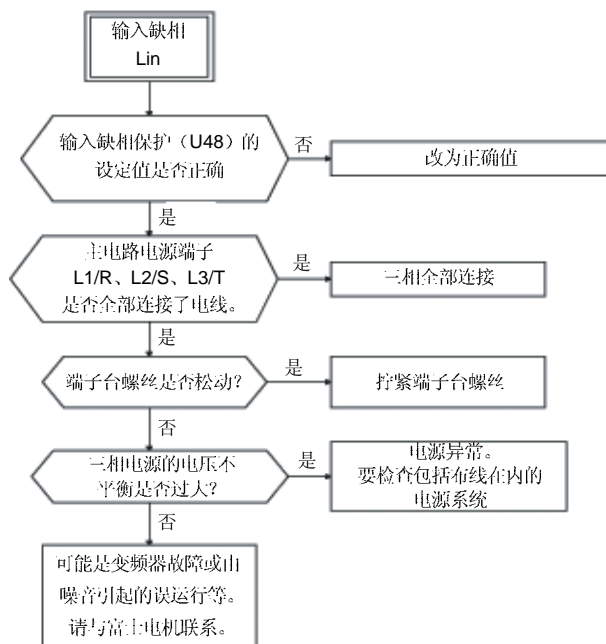 输入缺相
Lin
输入缺相保护（U48）的
设定值是否正确
否
改为正确值
是
主电路电源端子
L1/R、L2/S、L3/T
是否全部连接了电线。
是
三相全部连接
是
端子台螺丝是否松动？
是
拧紧端子台螺丝
否
三相电源的电压不
平衡是否过大？
是
电源异常。
要检查包括布线在内的
电源系统
否
可能是变频器故障或由
噪音引起的误运行等。
请与富士电机联系。